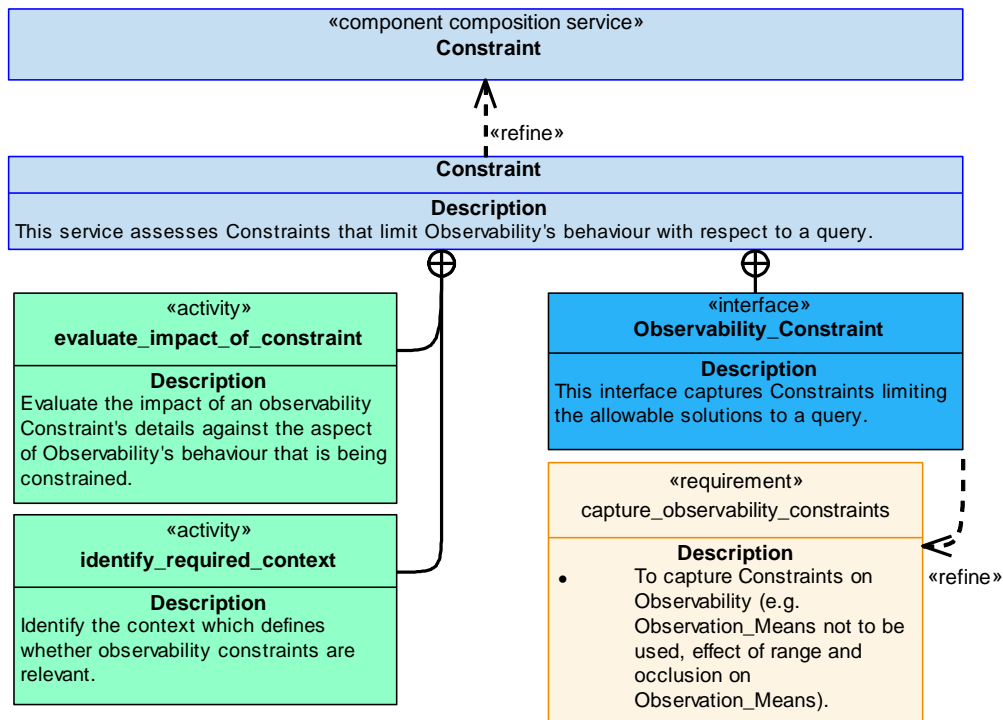 «component composition service»
Constraint
«refine»
Constraint
Description
This service assesses Constraints that limit Observability's behaviour with respect to a query.
«activity»
evaluate_impact_of_constraint
Description
Evaluate the impact of an observability
Constraint's details against the aspect
of Observability's behaviour that is being
constrained.
«activity»
identify_required_context
Description
Identify the context which defines
whether observability constraints are
relevant.
«interface»
Observability_Constraint
Description
This interface captures Constraints limiting
the allowable solutions to a query.
«requirement»
capture_observability_constraints
Description
• To capture Constraints on
Observability (e.g.
Observation_Means not to be
used, effect of range and
occlusion on
Observation_Means).
«refine»